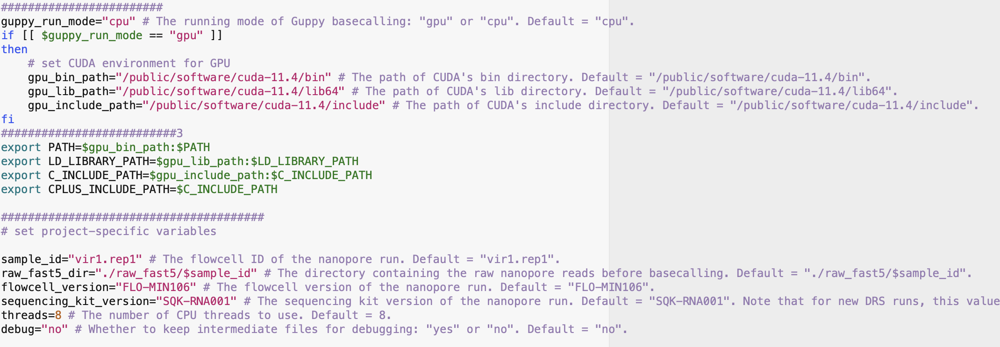 ########################
guppy_run_mode="cpu" # The running mode of Guppy basecalling: "gpu" or "cpu". Default = "cpu".
if [[ $guppy_run_mode == "gpu" ]]
then
    # set CUDA environment for GPU
    gpu_bin_path="/public/software/cuda-11.4/bin" # The path of CUDA's bin directory. Default = "/public/software/cuda-11.4/bin".
    gpu_lib_path="/public/software/cuda-11.4/lib64" # The path of CUDA's lib directory. Default = "/public/software/cuda-11.4/lib64".
    gpu_include_path="/public/software/cuda-11.4/include" # The path of CUDA's include directory. Default = "/public/software/cuda-11.4/include".
fi
##########################3
export PATH=$gpu_bin_path:$PATH
export LD_LIBRARY_PATH=$gpu_lib_path:$LD_LIBRARY_PATH
export C_INCLUDE_PATH=$gpu_include_path:$C_INCLUDE_PATH
export CPLUS_INCLUDE_PATH=$C_INCLUDE_PATH

#######################################
# set project-specific variables

sample_id="vir1.rep1" # The flowcell ID of the nanopore run. Default = "vir1.rep1".
raw_fast5_dir="./raw_fast5/$sample_id" # The directory containing the raw nanopore reads before basecalling. Default = "./raw_fast5/$sample_id".
flowcell_version="FLO-MIN106" # The flowcell version of the nanopore run. Default = "FLO-MIN106".
sequencing_kit_version="SQK-RNA001" # The sequencing kit version of the nanopore run. Default = "SQK-RNA001". Note that for new DRS runs, this value
threads=8 # The number of CPU threads to use. Default = 8.
debug="no" # Whether to keep intermediate files for debugging: "yes" or "no". Default = "no".